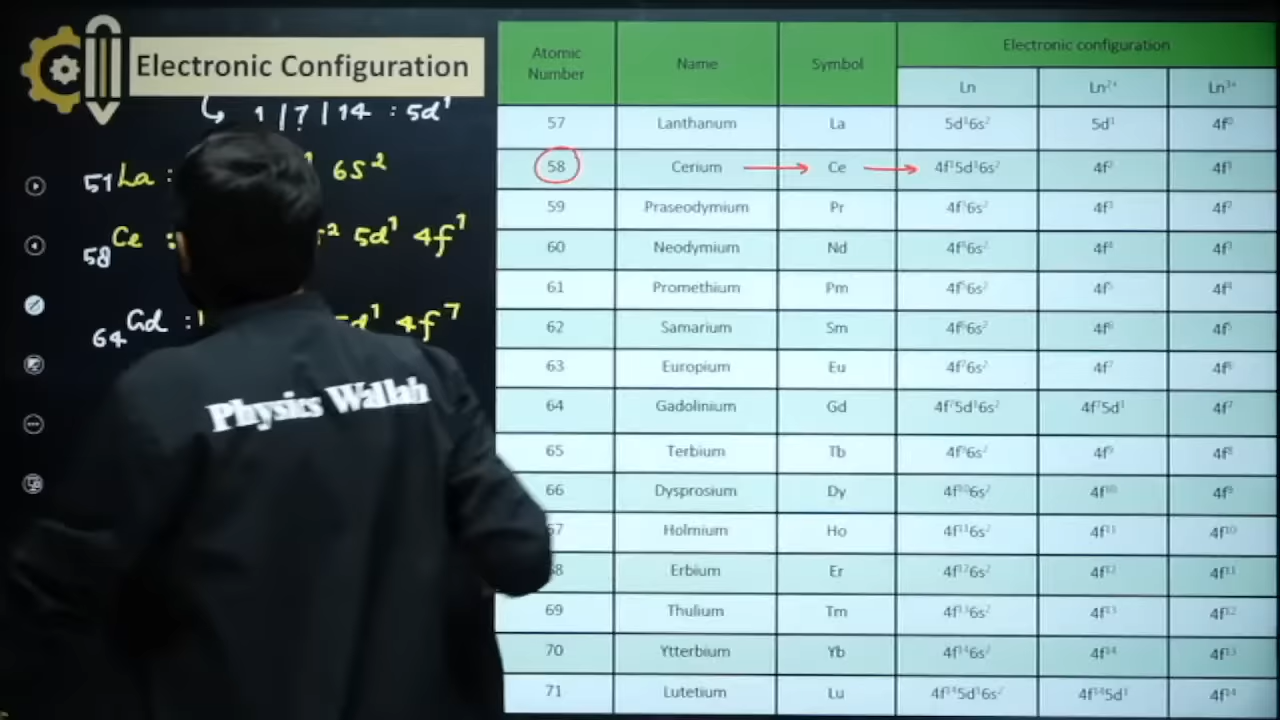 Electronic Configuration
↳ 1 | 7 | 14 : 5d¹
51La : 6s²
58Ce : 5d¹ 4f¹
64Gd : 4f⁷
Physics Wallah
Atomic Number | Name | Symbol | Electronic configuration
Ln | Ln²⁺ | Ln³⁺
57 | Lanthanum | La | 5d¹6s² | 5d¹ | 4f⁰
58 | Cerium | Ce | 4f¹5d¹6s² | 4f² | 4f¹
59 | Praseodymium | Pr | 4f³6s² | 4f³ | 4f²
60 | Neodymium | Nd | 4f⁴6s² | 4f⁴ | 4f³
61 | Promethium | Pm | 4f⁵6s² | 4f⁵ | 4f⁴
62 | Samarium | Sm | 4f⁶6s² | 4f⁶ | 4f⁵
63 | Europium | Eu | 4f⁷6s² | 4f⁷ | 4f⁶
64 | Gadolinium | Gd | 4f⁷5d¹6s² | 4f⁷5d¹ | 4f⁷
65 | Terbium | Tb | 4f⁹6s² | 4f⁹ | 4f⁸
66 | Dysprosium | Dy | 4f¹⁰6s² | 4f¹⁰ | 4f⁹
67 | Holmium | Ho | 4f¹¹6s² | 4f¹¹ | 4f¹⁰
68 | Erbium | Er | 4f¹²6s² | 4f¹² | 4f¹¹
69 | Thulium | Tm | 4f¹³6s² | 4f¹³ | 4f¹²
70 | Ytterbium | Yb | 4f¹⁴6s² | 4f¹⁴ | 4f¹³
71 | Lutetium | Lu | 4f¹⁴5d¹6s² | 4f¹⁴5d¹ | 4f¹⁴